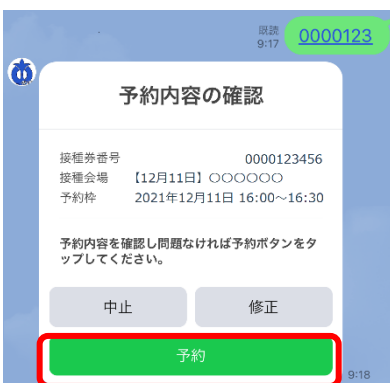 既読
9:17
0000123
予約内容の確認
接種券番号 0000123456
接種会場 【12月11日】〇〇〇〇〇〇
予約枠 2021年12月11日 16:00~16:30
予約内容を確認し問題なければ予約ボタンをタ
ップしてください。
中止 修正
予約
9:18